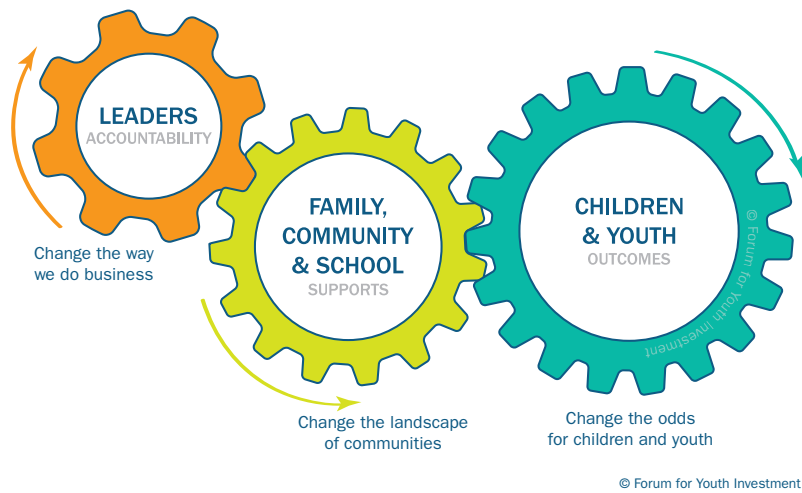 LEADERS
ACCOUNTABILITY
Change the way
we do business
FAMILY,
COMMUNITY
& SCHOOL
SUPPORTS
Change the landscape
of communities
CHILDREN
& YOUTH
OUTCOMES
© Forum for Youth Investment
Change the odds
for children and youth
© Forum for Youth Investment